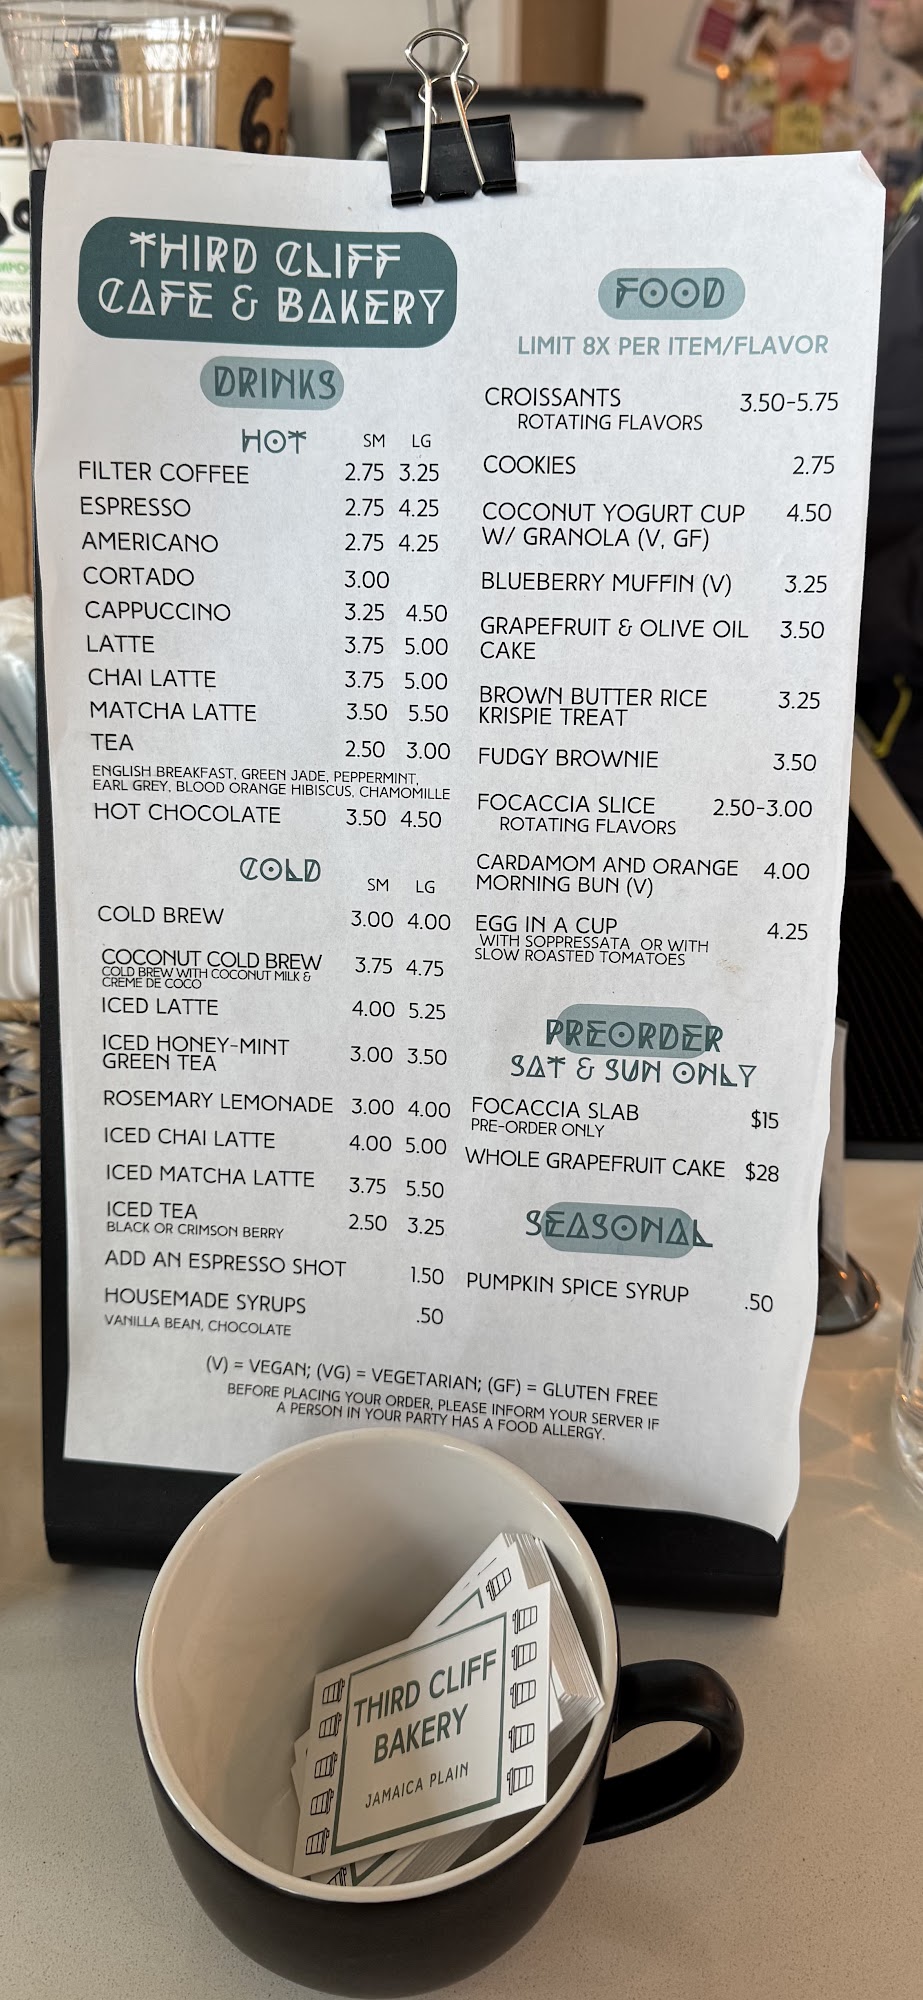 THIRD CLIFF
CAFE & BAKERY
DRINKS
HOT SM LG
FILTER COFFEE 2.75 3.25
ESPRESSO 2.75 4.25
AMERICANO 2.75 4.25
CORTADO 3.00
CAPPUCCINO 3.25 4.50
LATTE 3.75 5.00
CHAI LATTE 3.75 5.00
MATCHA LATTE 3.50 5.50
TEA 2.50 3.00
ENGLISH BREAKFAST, GREEN JADE, PEPPERMINT,
EARL GREY, BLOOD ORANGE HIBISCUS, CHAMOMILLE
HOT CHOCOLATE 3.50 4.50
COLD
SM LG
COLD BREW 3.00 4.00
COCONUT COLD BREW 3.75 4.75
COLD BREW WITH COCONUT MILK &
CREME DE COCO
ICED LATTE 4.00 5.25
ICED HONEY-MINT
GREEN TEA 3.00 3.50
ROSEMARY LEMONADE 3.00 4.00
ICED CHAI LATTE 4.00 5.00
ICED MATCHA LATTE 3.75 5.50
ICED TEA 2.50 3.25
BLACK OR CRIMSON BERRY
ADD AN ESPRESSO SHOT 1.50
HOUSEMADE SYRUPS .50
VANILLA BEAN, CHOCOLATE
FOOD
LIMIT 8X PER ITEM/FLAVOR
CROISSANTS 3.50-5.75
ROTATING FLAVORS
COOKIES 2.75
COCONUT YOGURT CUP 4.50
W/ GRANOLA (V, GF)
BLUEBERRY MUFFIN (V) 3.25
GRAPEFRUIT & OLIVE OIL 3.50
CAKE
BROWN BUTTER RICE 3.25
KRISPIE TREAT
FUDGY BROWNIE 3.50
FOCACCIA SLICE 2.50-3.00
ROTATING FLAVORS
CARDAMOM AND ORANGE 4.00
MORNING BUN (V)
EGG IN A CUP 4.25
WITH SOPPRESSATA OR WITH
SLOW ROASTED TOMATOES
PREORDER
SAT & SUN ONLY
FOCACCIA SLAB $15
PRE-ORDER ONLY
WHOLE GRAPEFRUIT CAKE $28
SEASONAL
PUMPKIN SPICE SYRUP .50
(V) = VEGAN; (VG) = VEGETARIAN; (GF) = GLUTEN FREE
BEFORE PLACING YOUR ORDER, PLEASE INFORM YOUR SERVER IF
A PERSON IN YOUR PARTY HAS A FOOD ALLERGY.
THIRD CLIFF
BAKERY
JAMAICA PLAIN